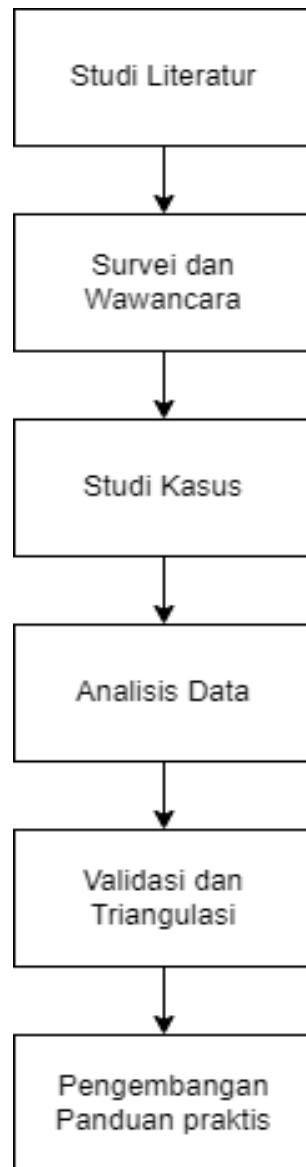 Studi Literatur
Survei dan
Wawancara
Studi Kasus
Analisis Data
Validasi dan
Triangulasi
Pengembangan
Panduan praktis